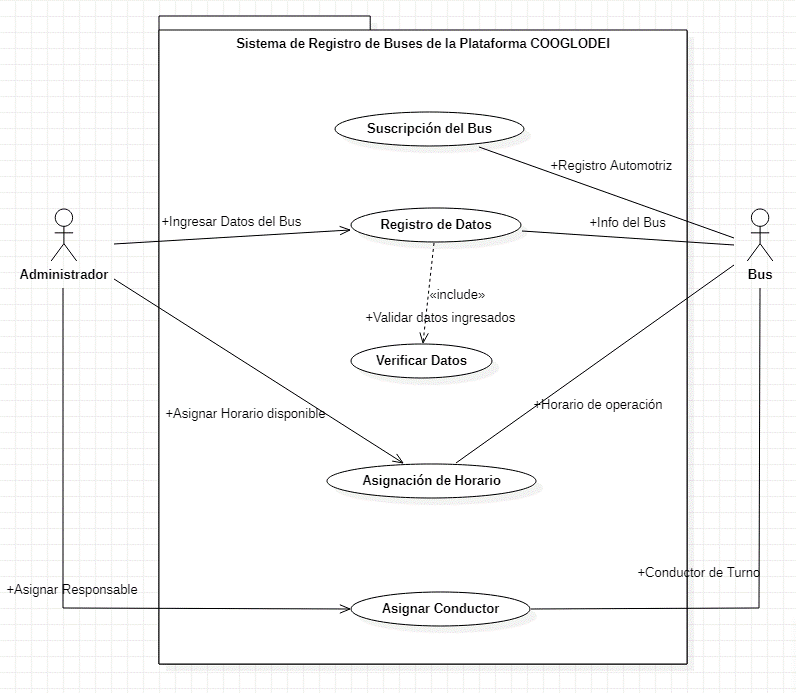 Sistema de Registro de Buses de la Plataforma COOGLODEI
Suscripción del Bus
+Registro Automotriz
+Ingresar Datos del Bus
Registro de Datos
+Info del Bus
Administrador
Bus
«include»
+Validar datos ingresados
Verificar Datos
+Asignar Horario disponible
+Horario de operación
Asignación de Horario
+Conductor de Turno
+Asignar Responsable
Asignar Conductor